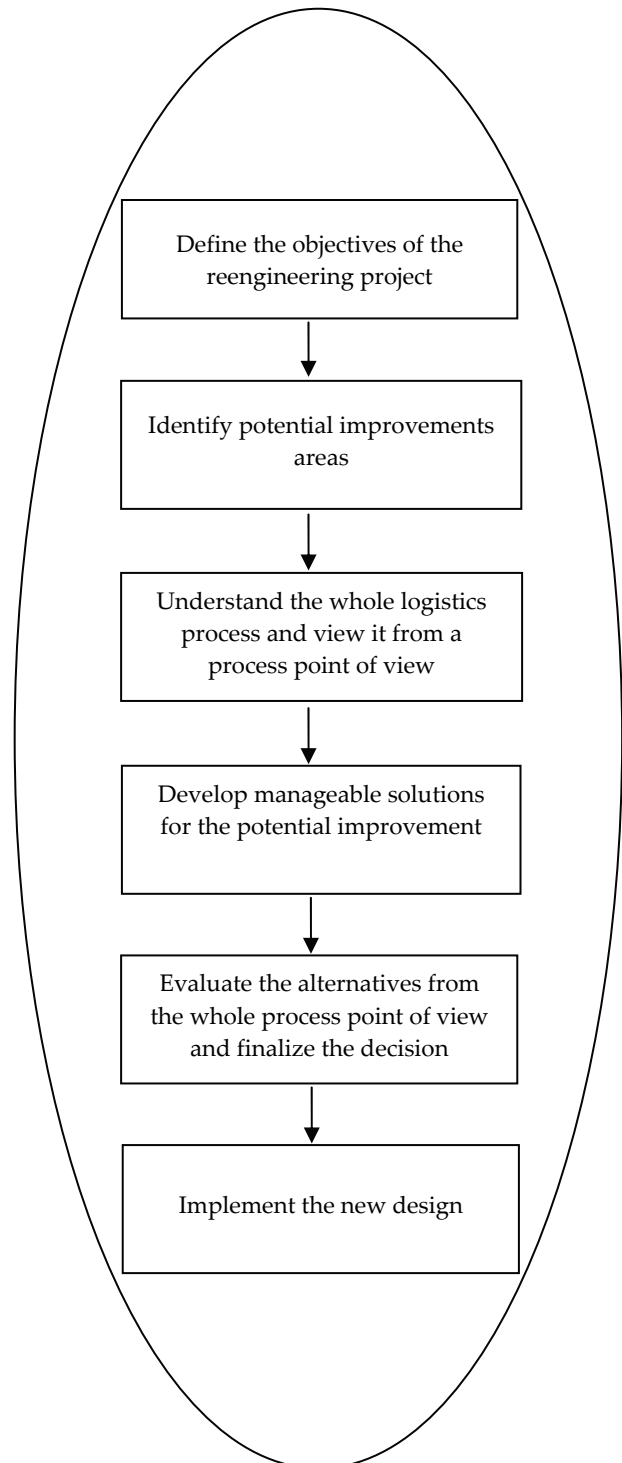 Define the objectives of the
reengineering project
Identify potential improvements
areas
Understand the whole logistics
process and view it from a
process point of view
Develop manageable solutions
for the potential improvement
Evaluate the alternatives from
the whole process point of view
and finalize the decision
Implement the new design